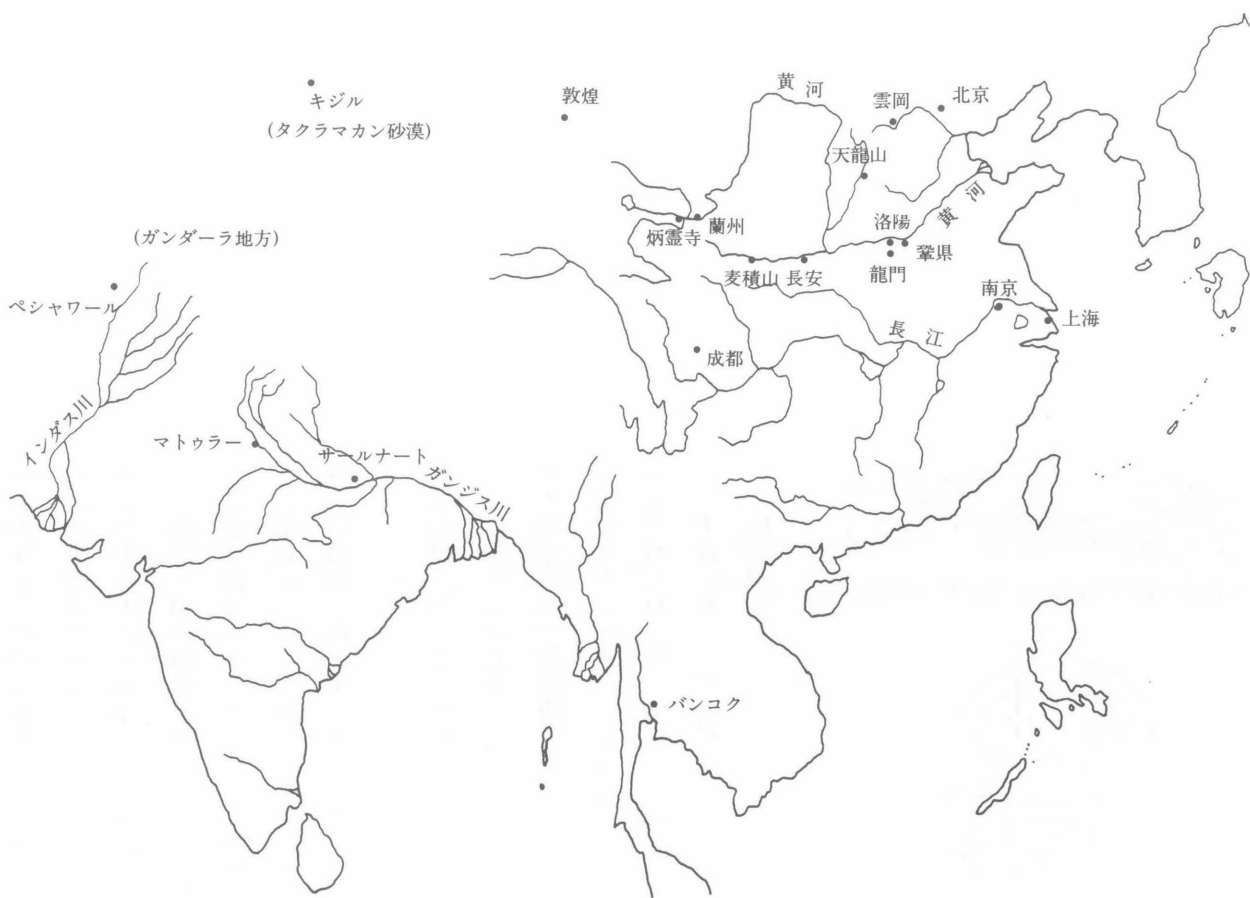 キジル
(タクラマカン砂漠)
敦煌
黄河
雲岡
北京
天龍山
黄河
洛陽
蘭州
炳霊寺
鞏県
龍門
麦積山
長安
(ガンダーラ地方)
ペシャワール
南京
上海
長江
成都
インダス川
マトゥラー
サールナート
ガンジス川
バンコク